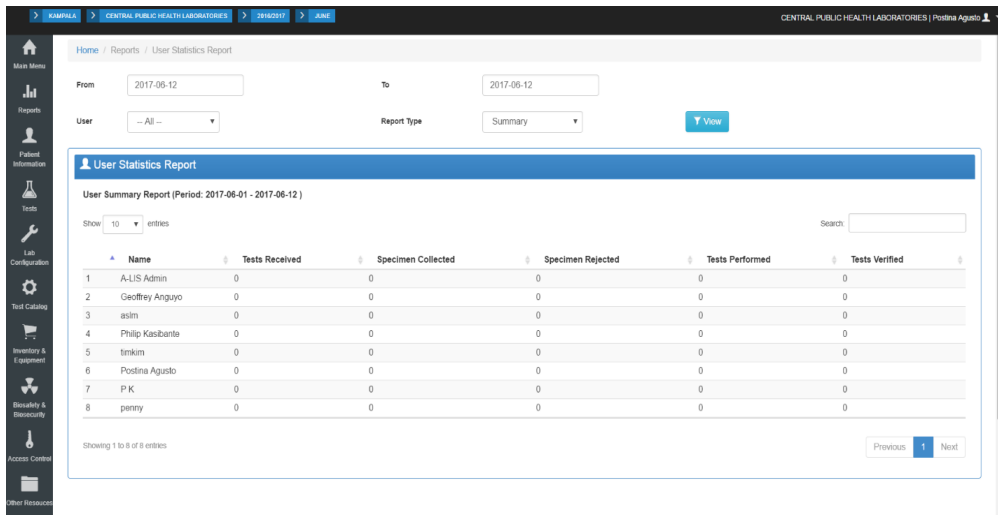 KAMPALA CENTRAL PUBLIC HEALTH LABORATORIES 2016/2017 JUNE
CENTRAL PUBLIC HEALTH LABORATORIES | Postina Agusto
Main Menu
Reports
Patient
Information
Tests
Lab
Configuration
Test Catalog
Inventory &
Equipment
Biosafety &
Biosecurity
Access Control
Other Resouces
Home / Reports / User Statistics Report
From 2017-06-12 To 2017-06-12
User -- All -- Report Type Summary View
User Statistics Report
User Summary Report (Period: 2017-06-01 - 2017-06-12 )
Show 10 entries Search:
Name Tests Received Specimen Collected Specimen Rejected Tests Performed Tests Verified
1 A-LIS Admin 0 0 0 0 0
2 Geoffrey Anguyo 0 0 0 0 0
3 aslm 0 0 0 0 0
4 Philip Kasibante 0 0 0 0 0
5 timkim 0 0 0 0 0
6 Postina Agusto 0 0 0 0 0
7 P K 0 0 0 0 0
8 penny 0 0 0 0 0
Showing 1 to 8 of 8 entries
Previous 1 Next